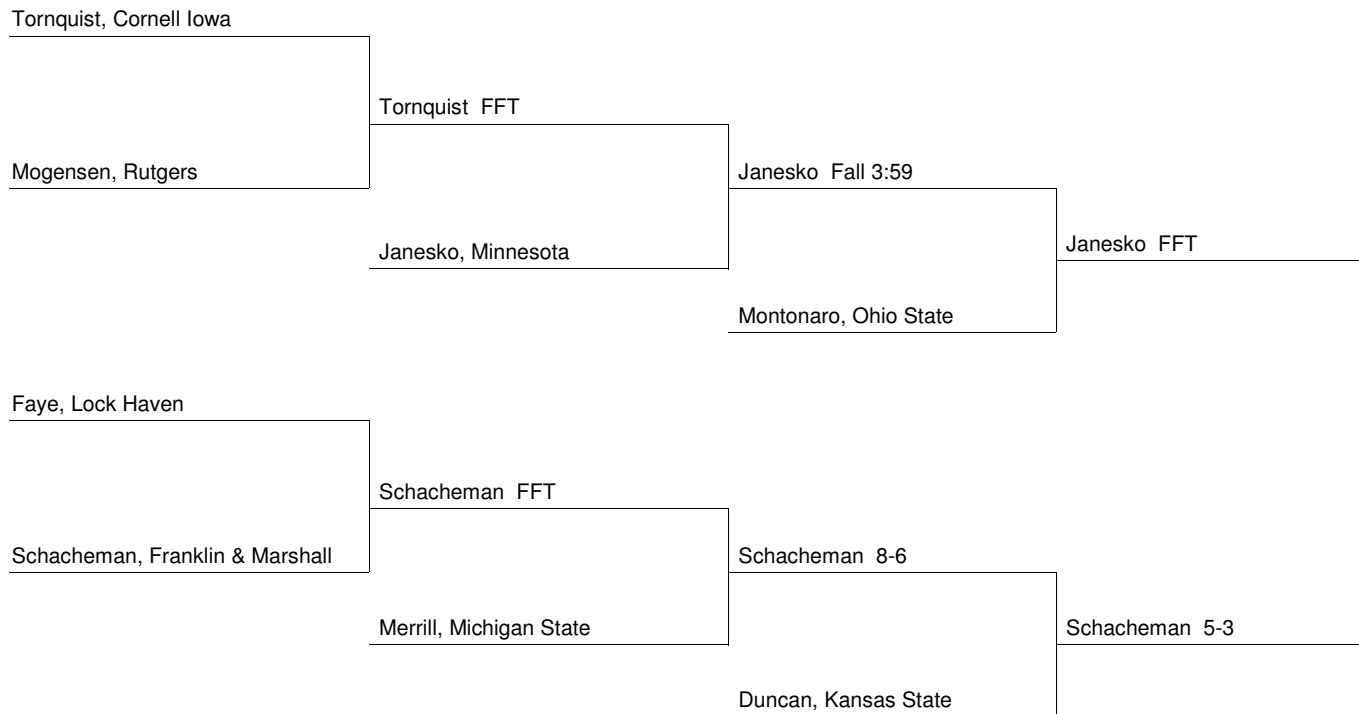 Tornquist, Cornell Iowa
Tornquist  FFT
Mogensen, Rutgers
Janesko  Fall 3:59
Janesko, Minnesota
Janesko  FFT
Montonaro, Ohio State
Faye, Lock Haven
Schacheman  FFT
Schacheman, Franklin & Marshall
Schacheman  8-6
Merrill, Michigan State
Schacheman  5-3
Duncan, Kansas State